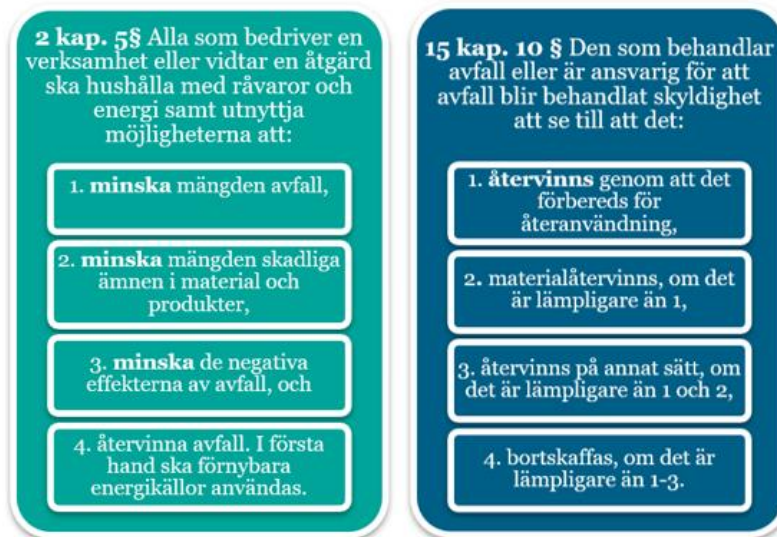 2 kap. 5§ Alla som bedriver en
verksamhet eller vidtar en åtgärd
ska hushålla med råvaror och
energi samt utnyttja
möjligheterna att:
1. minska mängden avfall,
2. minska mängden skadliga
ämnen i material och
produkter,
3. minska de negativa
effekterna av avfall, och
4. återvinna avfall. I första
hand ska förnybara
energikällor användas.
15 kap. 10 § Den som behandlar
avfall eller är ansvarig för att
avfall blir behandlat skyldighet
att se till att det:
1. återvinns genom att det
förbereds för
återanvändning,
2. materialåtervinns, om det
är lämpligare än 1,
3. återvinns på annat sätt, om
det är lämpligare än 1 och 2,
4. bortskaffas, om det är
lämpligare än 1-3.